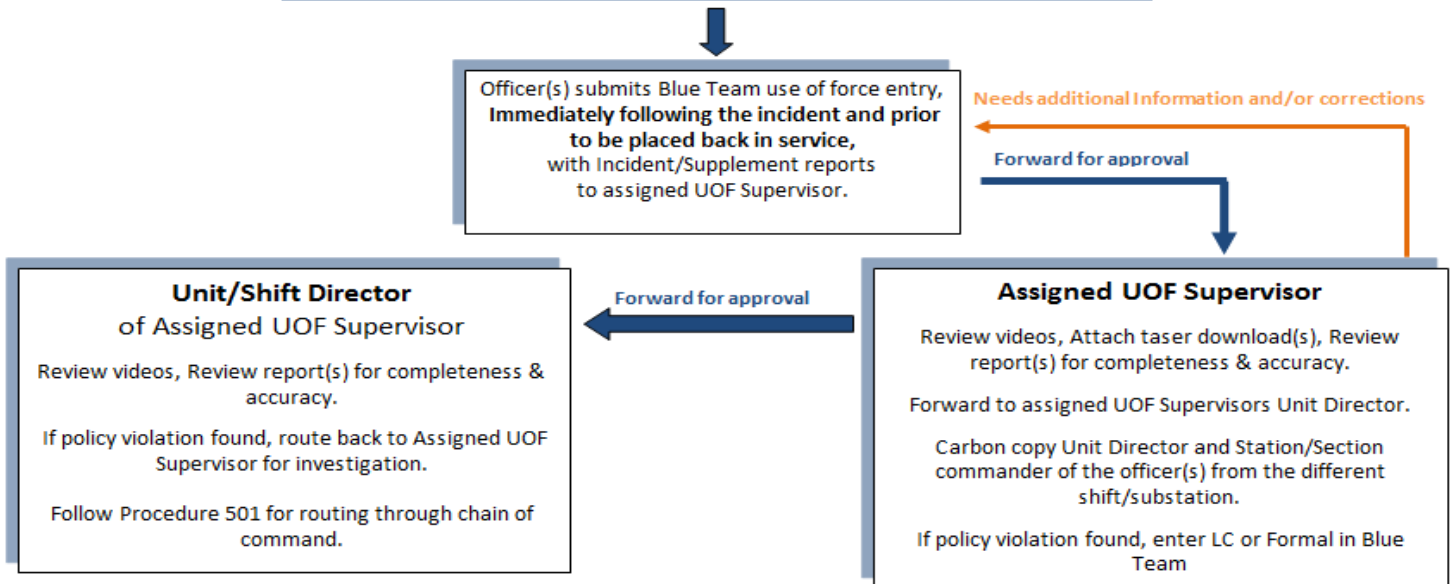 Officer(s) submits Blue Team use of force entry,
Immediately following the incident and prior
to be placed back in service,
with Incident/Supplement reports
to assigned UOF Supervisor.
Needs additional Information and/or corrections
Forward for approval
Unit/Shift Director
of Assigned UOF Supervisor
Review videos, Review report(s) for completeness &
accuracy.
If policy violation found, route back to Assigned UOF
Supervisor for investigation.
Follow Procedure 501 for routing through chain of
command.
Forward for approval
Assigned UOF Supervisor
Review videos, Attach taser download(s), Review
report(s) for completeness & accuracy.
Forward to assigned UOF Supervisors Unit Director.
Carbon copy Unit Director and Station/Section
commander of the officer(s) from the different
shift/substation.
If policy violation found, enter LC or Formal in Blue
Team